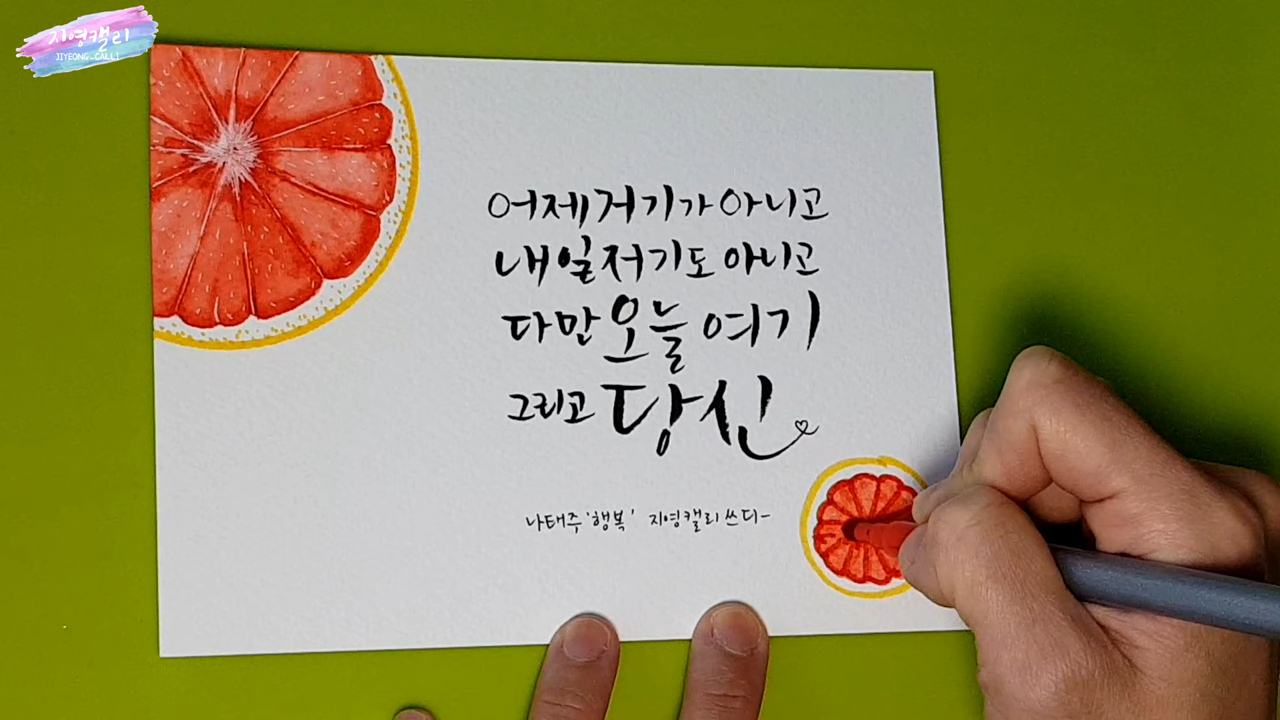 지영캘리
JIYEONG_CALLI
어제 거기가 아니고
내일 저기도 아니고
다만 오늘 여기
그리고 당신
나태주 '행복' 지영캘리 쓰다-